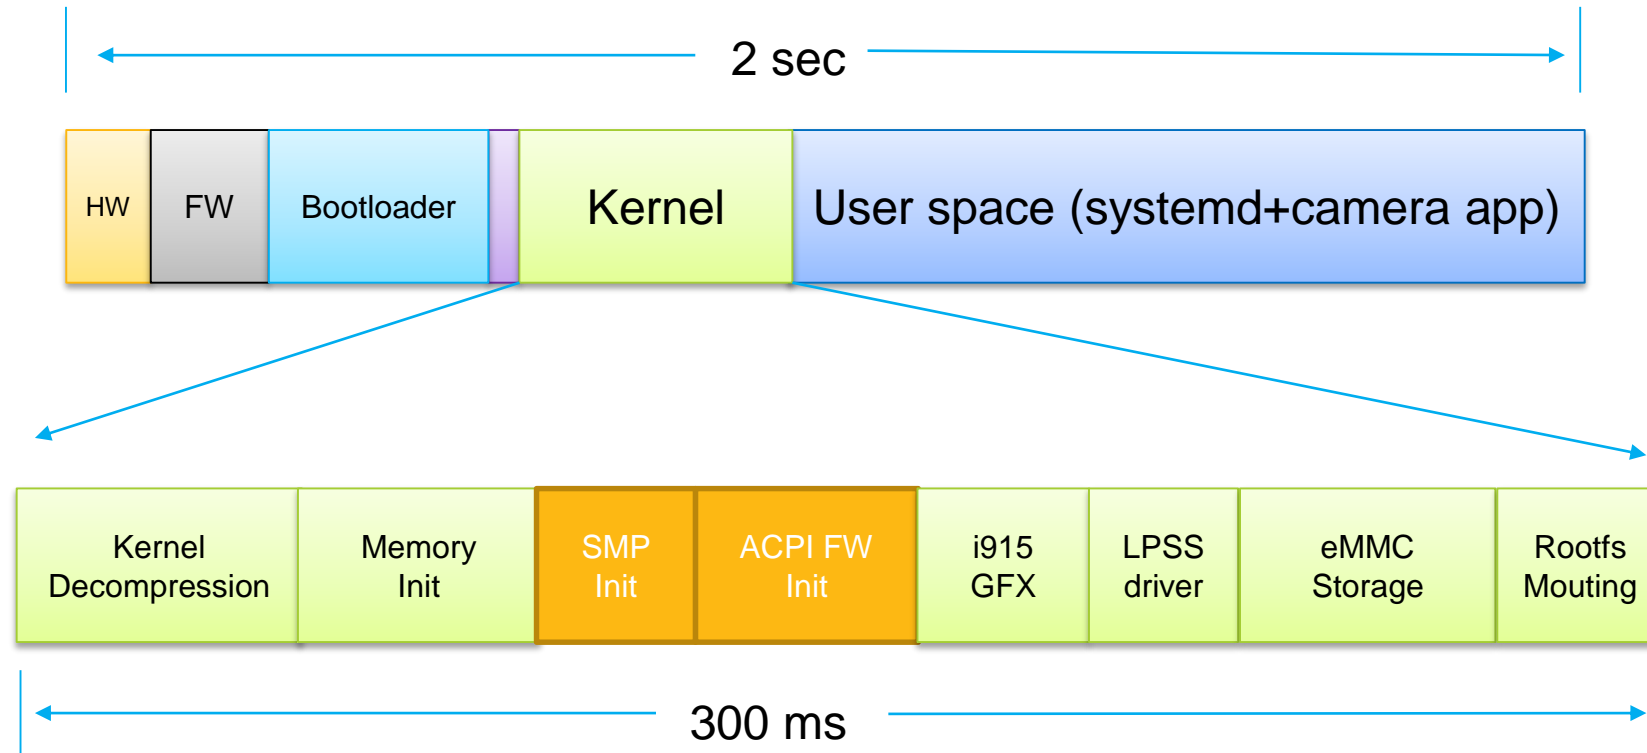 2 sec
HW
FW
Bootloader
Kernel
User space (systemd+camera app)
Kernel
Decompression
Memory
Init
SMP
Init
ACPI FW
Init
i915
GFX
LPSS
driver
eMMC
Storage
Rootfs
Mouting
300 ms